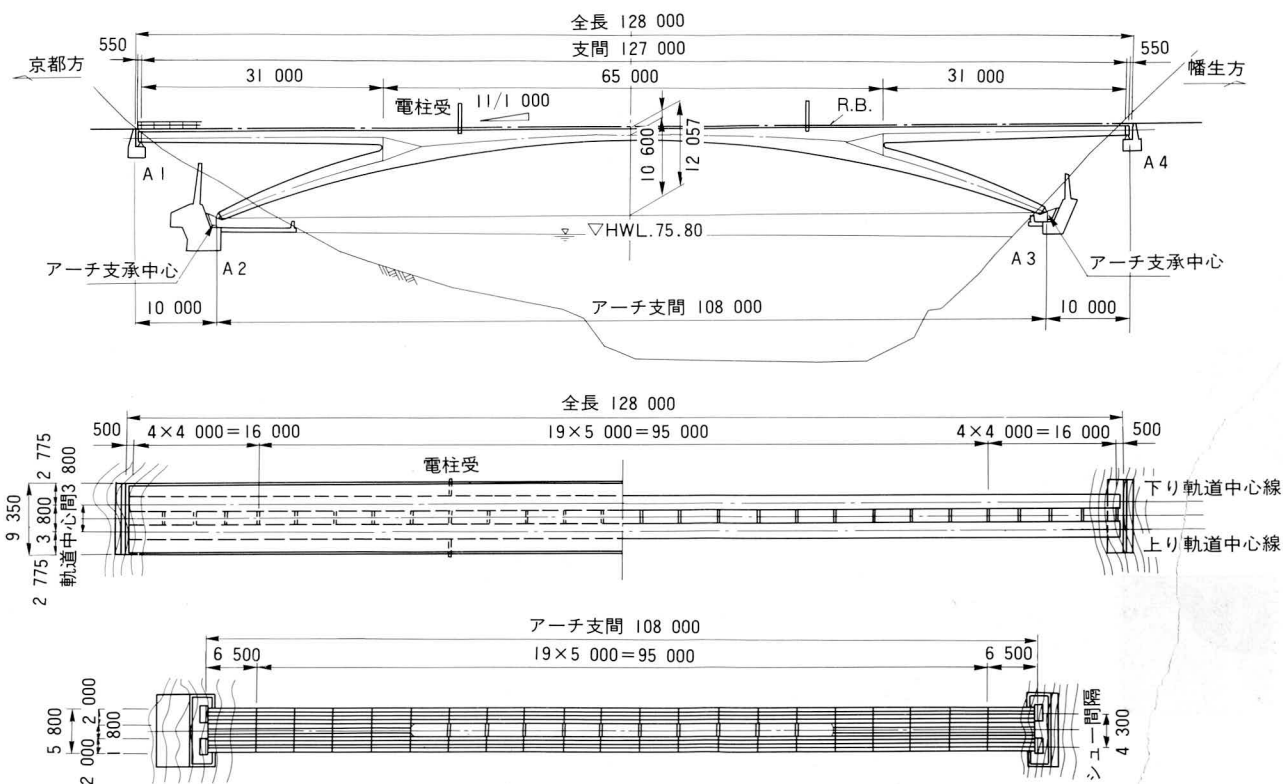 全長 128 000
550
支間 127 000
550
京都方
幡生方
31 000
65 000
31 000
電柱受
11/1 000
R.B.
10 600
12 057
A1
A4
▽HWL.75.80
アーチ支承中心
A2
A3
アーチ支承中心
10 000
アーチ支間 108 000
10 000
全長 128 000
500
4×4 000=16 000
19×5 000=95 000
4×4 000=16 000
500
電柱受
9 350
2 775
3 800
2 775
軌道中心間3 800
下り軌道中心線
上り軌道中心線
アーチ支間 108 000
6 500
19×5 000=95 000
6 500
5 800
2 000
1 800
2 000
シュー間隔
4 300